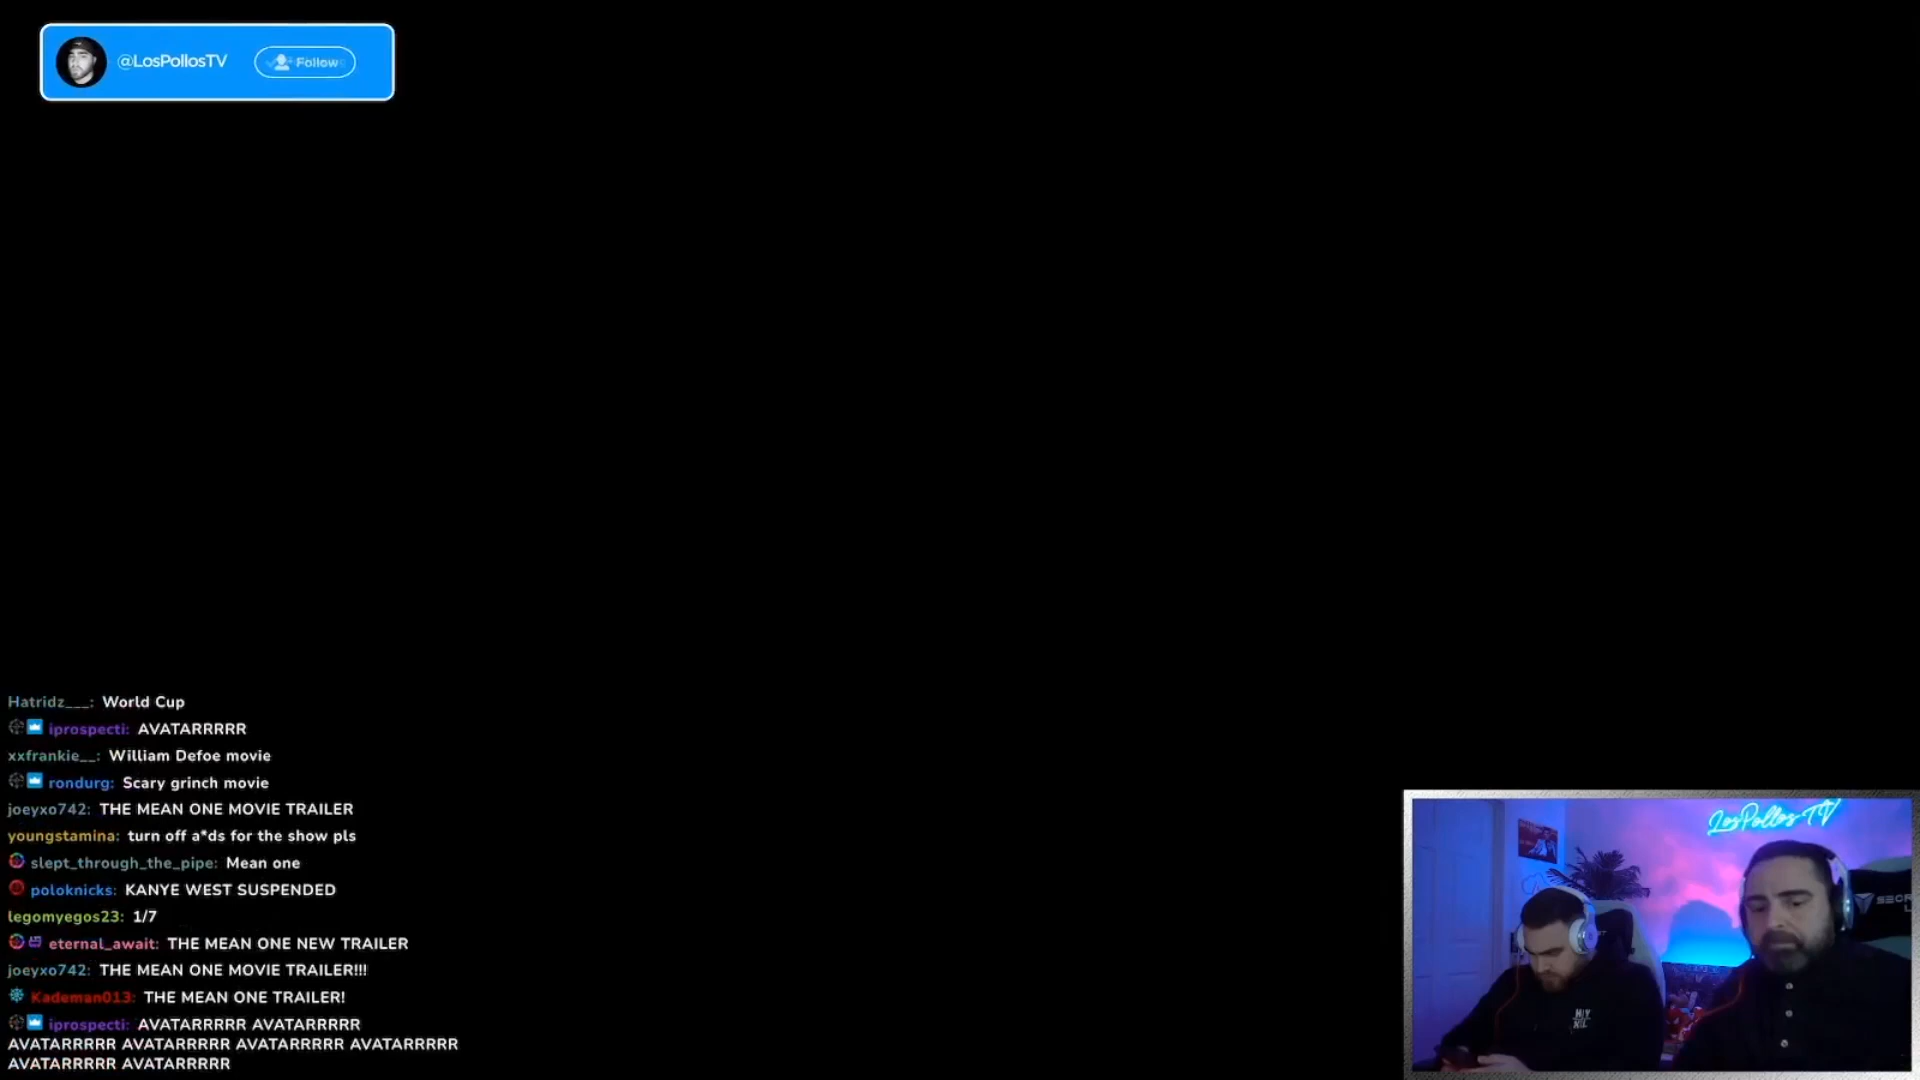 @LosPollosTV
Follow
Hatridz___: World Cup
iprospecti: AVATARRRRR
xxfrankie__: William Defoe movie
rondurg: Scary grinch movie
joeyxo742: THE MEAN ONE MOVIE TRAILER
youngstamina: turn off a*ds for the show pls
slept_through_the_pipe: Mean one
poloknicks: KANYE WEST SUSPENDED
legomyegos23: 1/7
eternal_await: THE MEAN ONE NEW TRAILER
joeyxo742: THE MEAN ONE MOVIE TRAILER!!!
Kademan013: THE MEAN ONE TRAILER!
iprospecti: AVATARRRRR AVATARRRRR
AVATARRRRR AVATARRRRR AVATARRRRR AVATARRRRR
AVATARRRRR AVATARRRRR
LosPollosTV